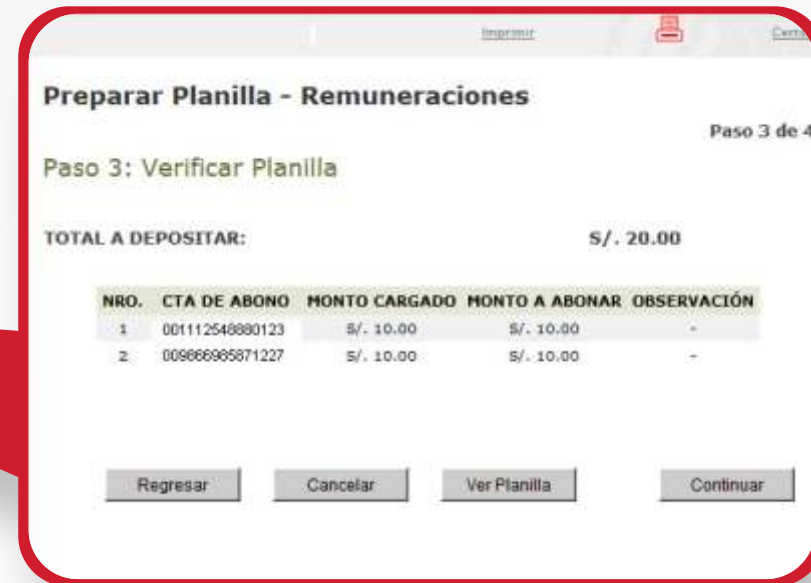 Imprimir
Preparar Planilla - Remuneraciones
Paso 3 de 4
Paso 3: Verificar Planilla
TOTAL A DEPOSITAR: S/. 20.00
NRO. CTA DE ABONO MONTO CARGADO MONTO A ABONAR OBSERVACIÓN
1 001112548880123 S/. 10.00 S/. 10.00 -
2 009866985871227 S/. 10.00 S/. 10.00 -
Regresar Cancelar Ver Planilla Continuar